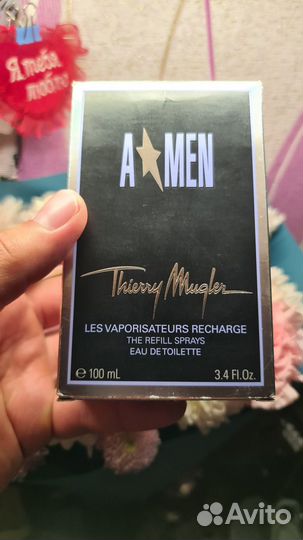 Я тебя
люблю
A★MEN
Thierry Mugler
LES VAPORISATEURS RECHARGE
THE REFILL SPRAYS
EAU DE TOILETTE
℮ 100 mL 3.4 Fl.Oz.
Avito